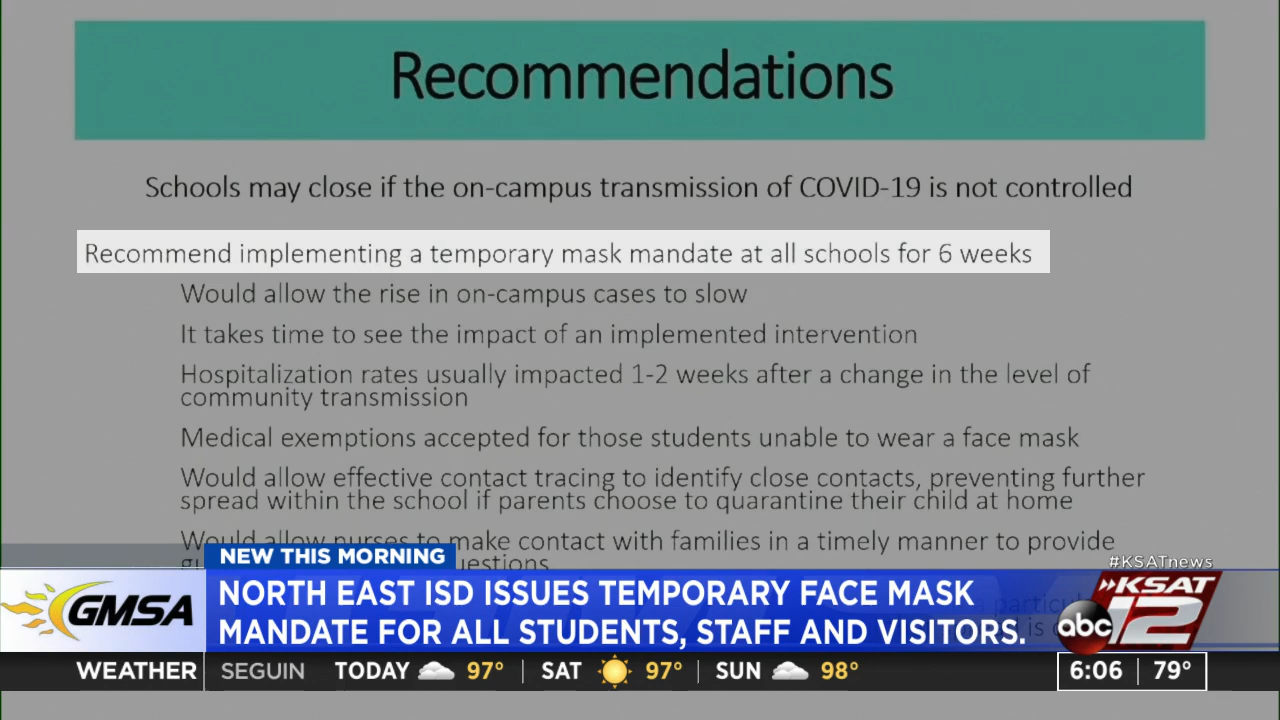 Recommendations
Schools may close if the on-campus transmission of COVID-19 is not controlled
Recommend implementing a temporary mask mandate at all schools for 6 weeks
Would allow the rise in on-campus cases to slow
It takes time to see the impact of an implemented intervention
Hospitalization rates usually impacted 1-2 weeks after a change in the level of
community transmission
Medical exemptions accepted for those students unable to wear a face mask
Would allow effective contact tracing to identify close contacts, preventing further
spread within the school if parents choose to quarantine their child at home
Would allow nurses to make contact with families in a timely manner to provide
NEW THIS MORNING
#KSATnews
GMSA
NORTH EAST ISD ISSUES TEMPORARY FACE MASK
MANDATE FOR ALL STUDENTS, STAFF AND VISITORS.
KSAT
abc 12
WEATHER SEGUIN TODAY 97° SAT 97° SUN 98° 6:06 79°